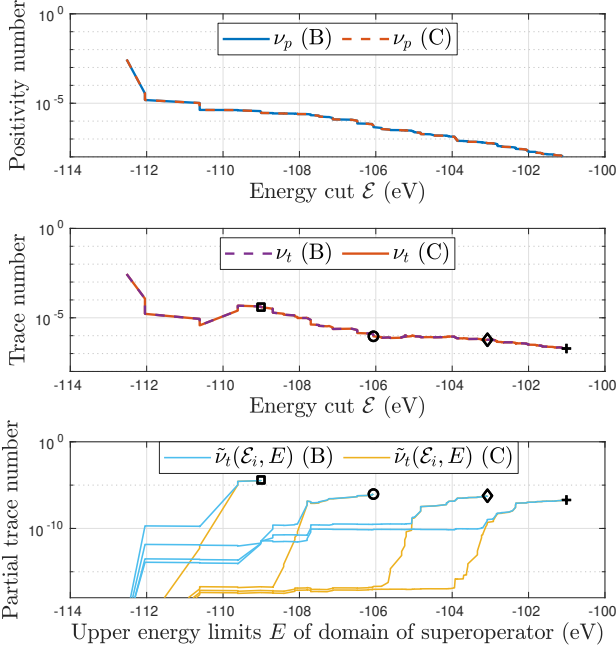 10^0
10^-5
Positivity number
ν_p (B) ν_p (C)
-114 -112 -110 -108 -106 -104 -102 -100
Energy cut ℰ (eV)
10^0
10^-5
Trace number
ν_t (B) ν_t (C)
-114 -112 -110 -108 -106 -104 -102 -100
Energy cut ℰ (eV)
10^0
10^-10
Partial trace number
ν̃_t(ℰ_i, E) (B) ν̃_t(ℰ_i, E) (C)
-114 -112 -110 -108 -106 -104 -102 -100
Upper energy limits E of domain of superoperator (eV)